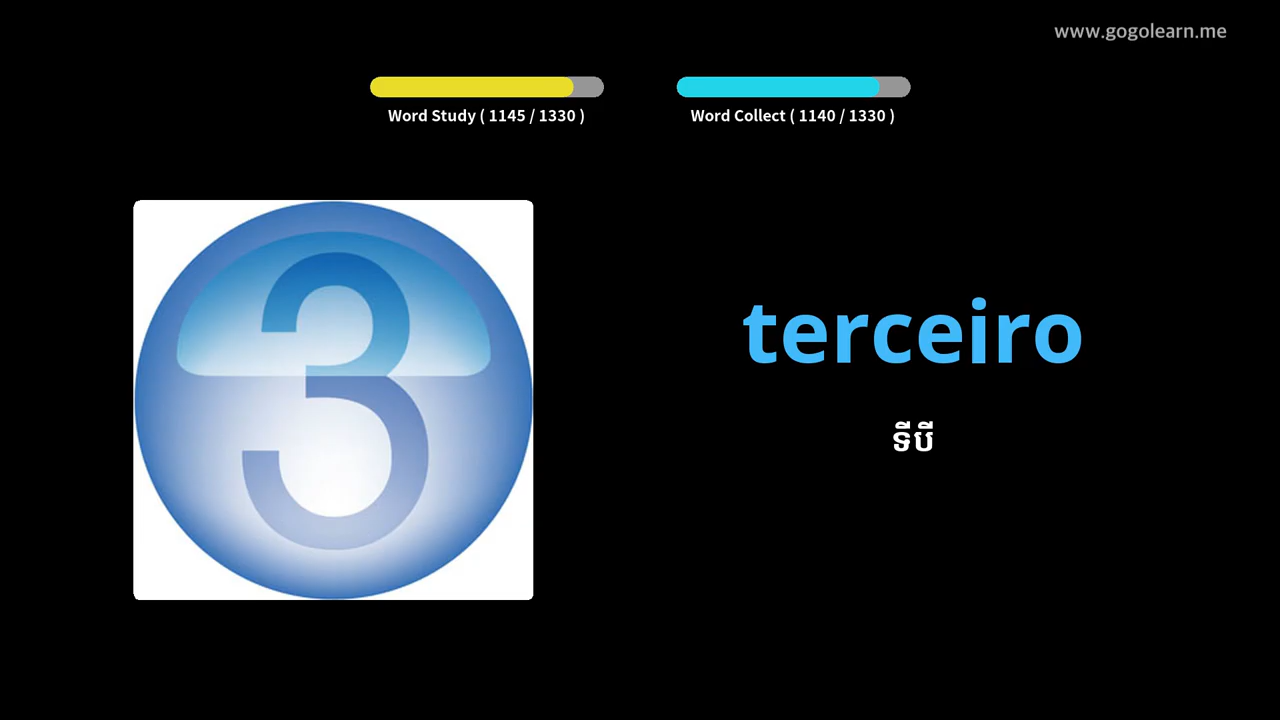 www.gogolearn.me
Word Study ( 1145 / 1330 )
Word Collect ( 1140 / 1330 )
3
terceiro
ទីបី